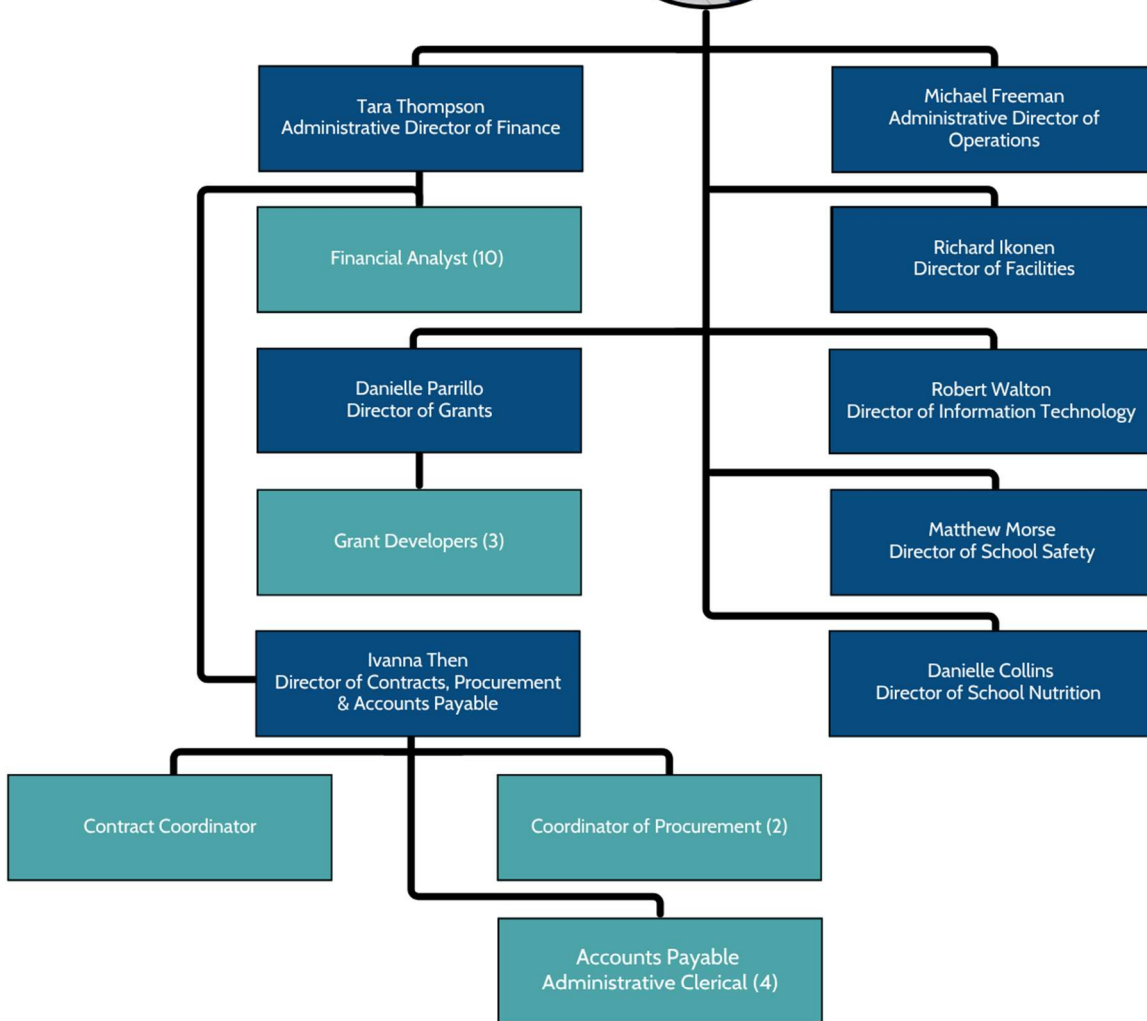 Tara Thompson
Administrative Director of Finance
Michael Freeman
Administrative Director of
Operations
Financial Analyst (10)
Richard Ikonen
Director of Facilities
Danielle Parrillo
Director of Grants
Robert Walton
Director of Information Technology
Grant Developers (3)
Matthew Morse
Director of School Safety
Ivanna Then
Director of Contracts, Procurement
& Accounts Payable
Danielle Collins
Director of School Nutrition
Contract Coordinator
Coordinator of Procurement (2)
Accounts Payable
Administrative Clerical (4)